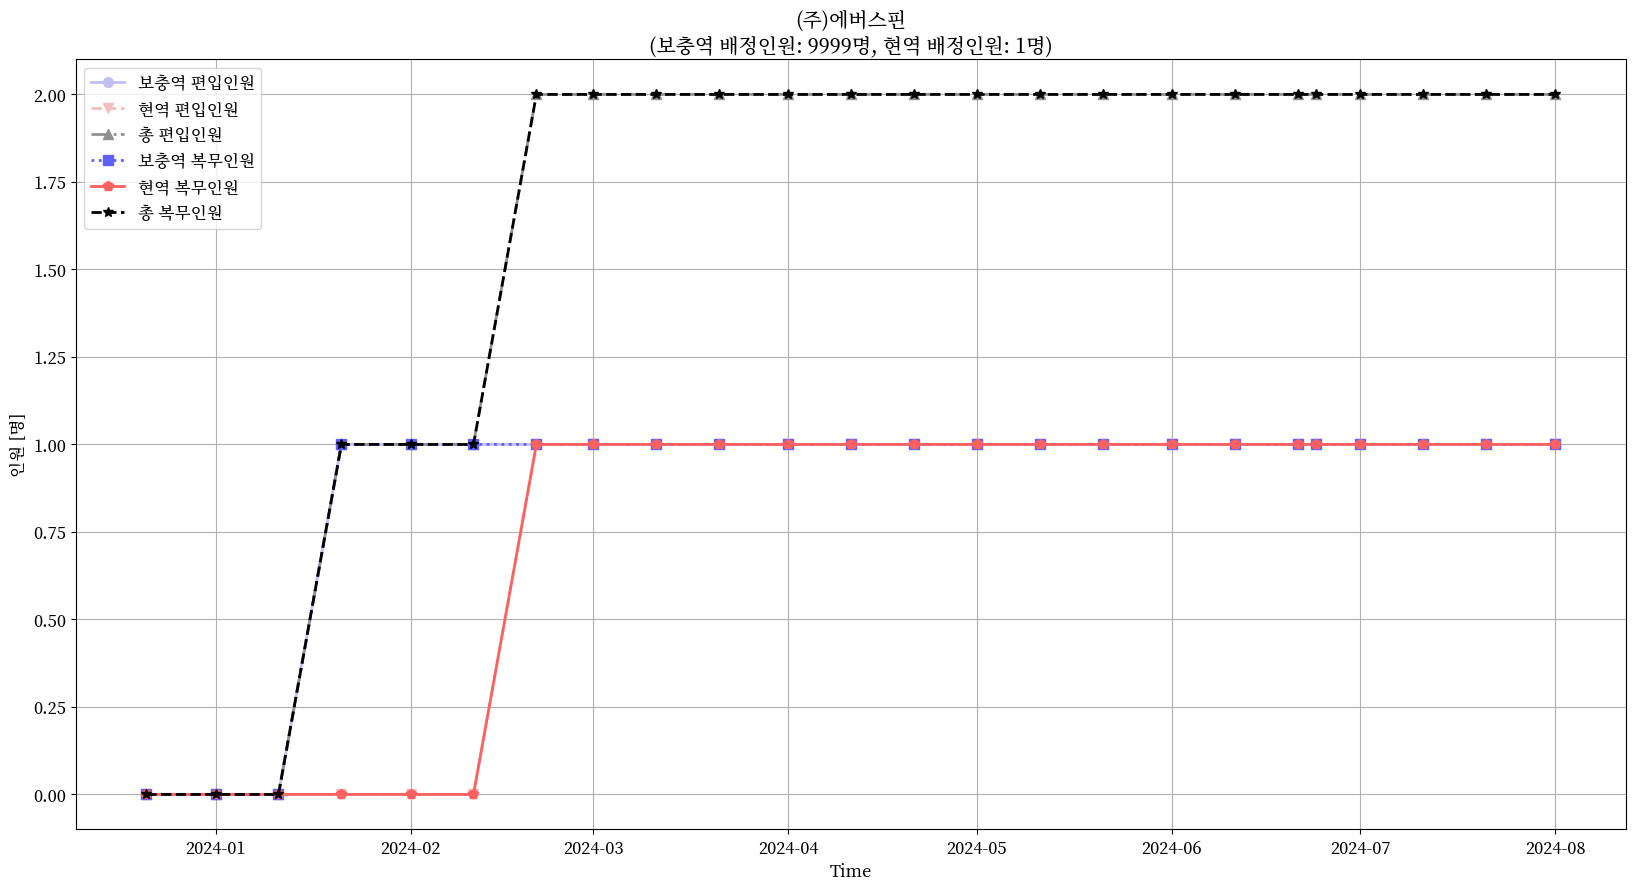 (주)에버스핀
(보충역 배정인원: 9999명, 현역 배정인원: 1명)
보충역 편입인원
현역 편입인원
총 편입인원
보충역 복무인원
현역 복무인원
총 복무인원
2.00
1.75
1.50
1.25
1.00
0.75
0.50
0.25
0.00
인원 [명]
2024-01 2024-02 2024-03 2024-04 2024-05 2024-06 2024-07 2024-08
Time